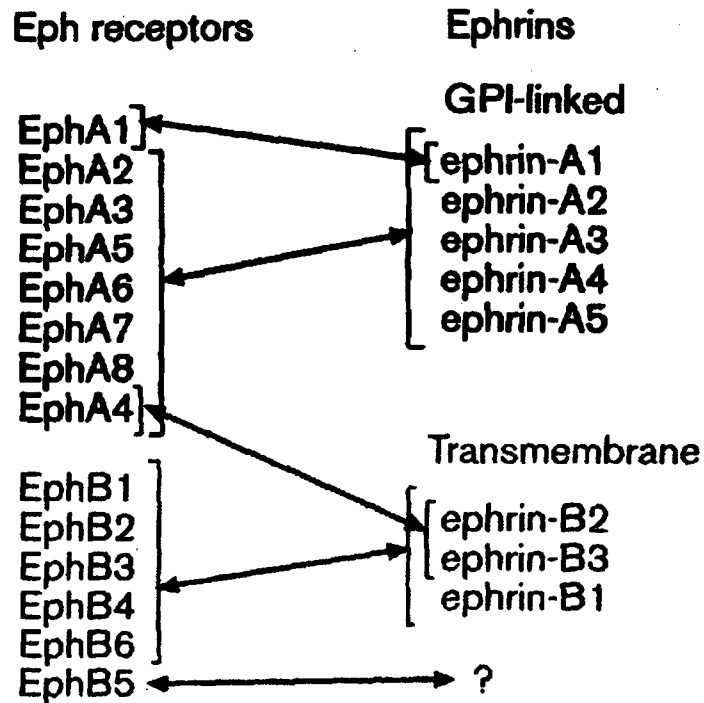 Eph receptors
Ephrins
GPI-linked
EphA1
EphA2
EphA3
EphA5
EphA6
EphA7
EphA8
EphA4
ephrin-A1
ephrin-A2
ephrin-A3
ephrin-A4
ephrin-A5
Transmembrane
EphB1
EphB2
EphB3
EphB4
EphB6
EphB5
ephrin-B2
ephrin-B3
ephrin-B1
?